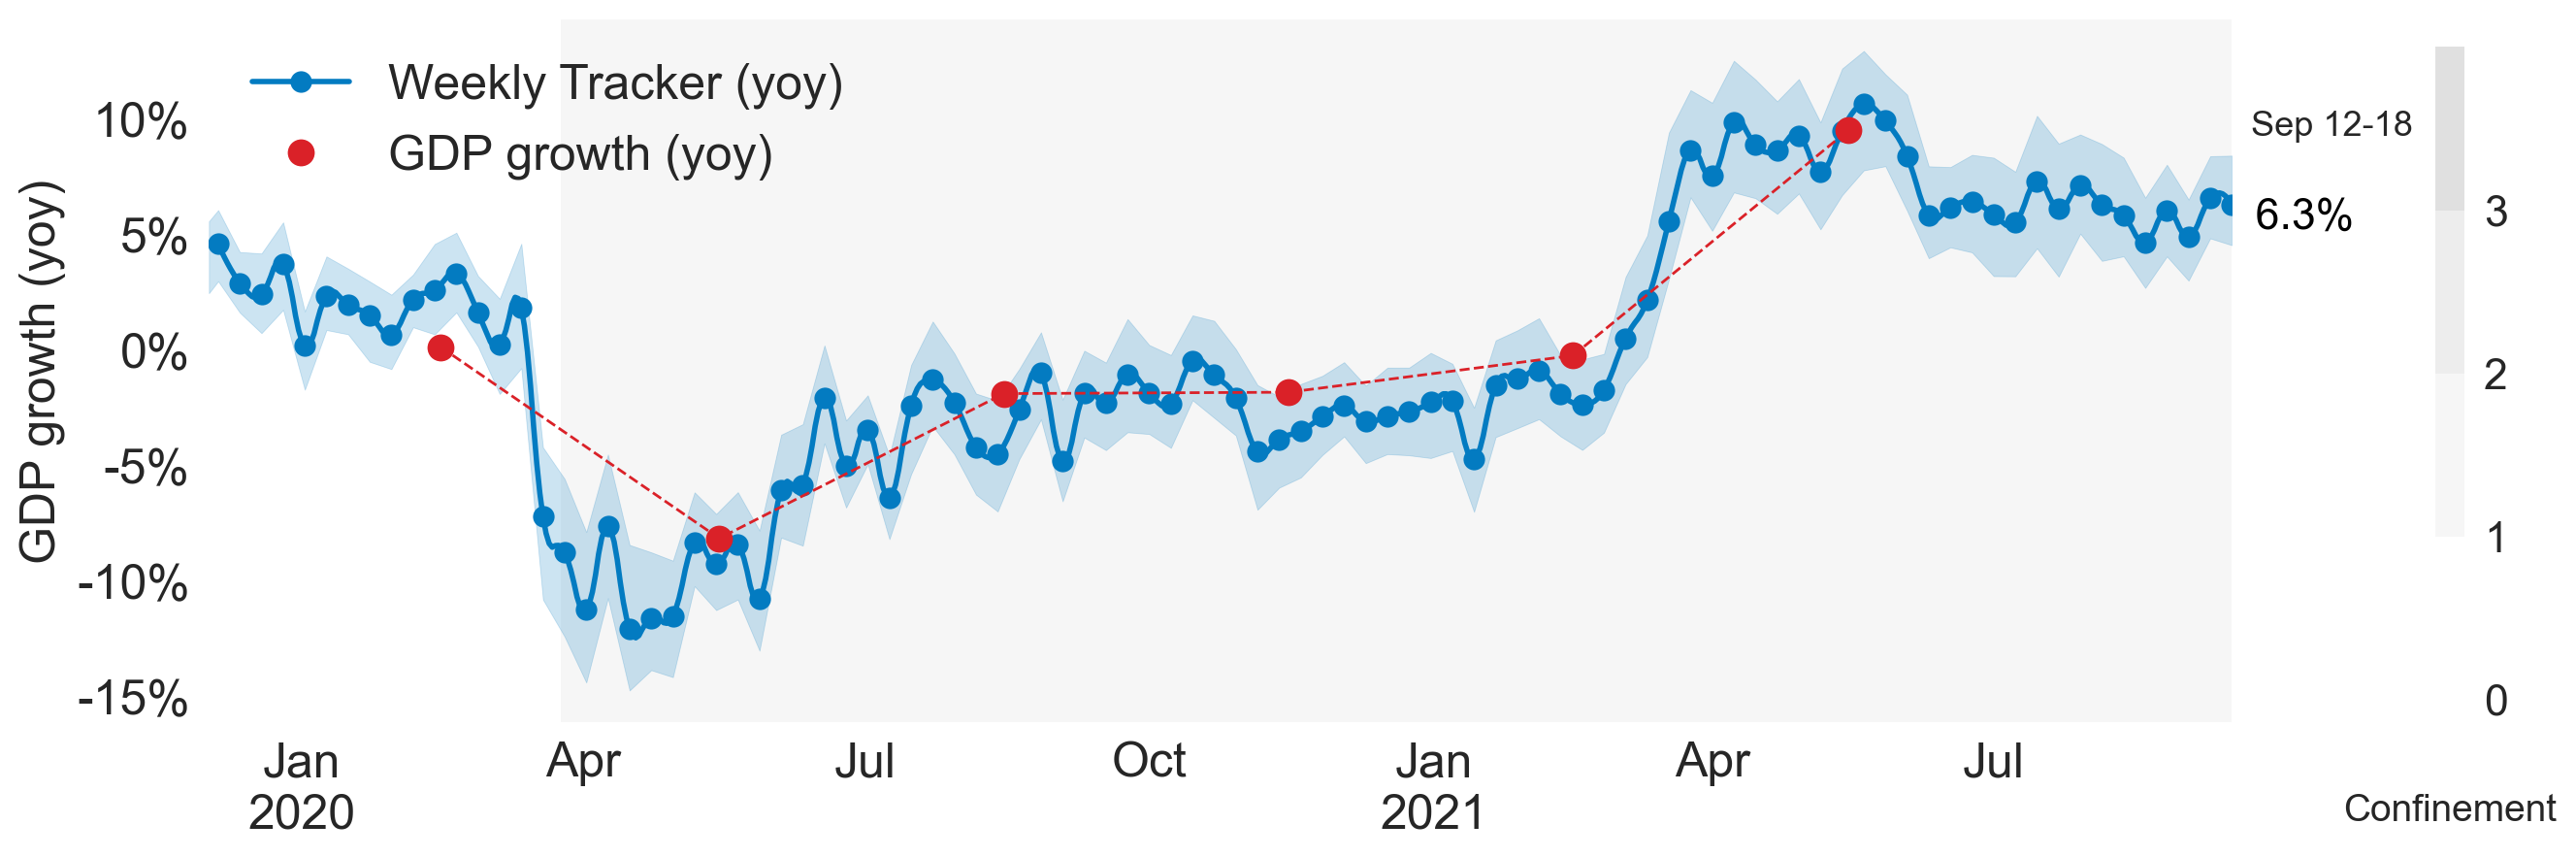 Weekly Tracker (yoy)
GDP growth (yoy)
GDP growth (yoy)
10%
5%
0%
-5%
-10%
-15%
Jan
2020
Apr
Jul
Oct
Jan
2021
Apr
Jul
Sep 12-18
6.3%
3
2
1
0
Confinement